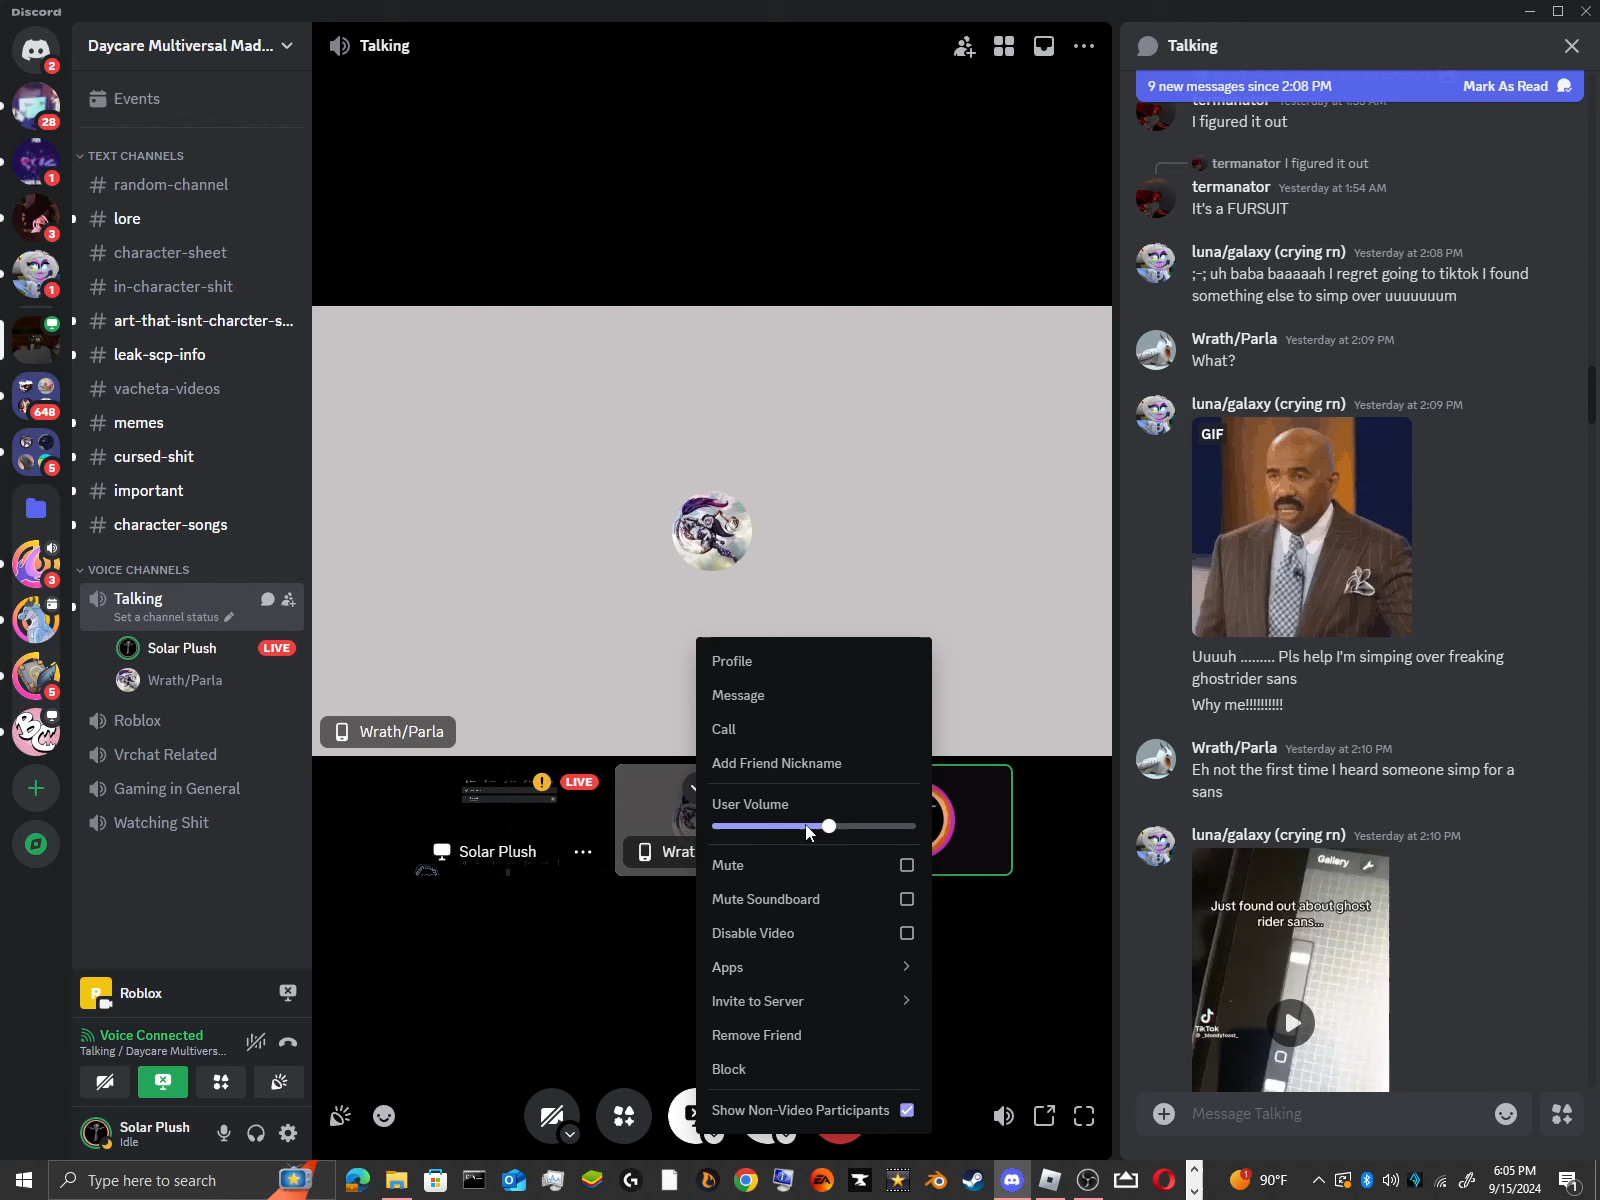 Discord
2
28
1
3
1
648
5
3
5
Daycare Multiversal Mad...
Events
TEXT CHANNELS
random-channel
lore
character-sheet
in-character-shit
art-that-isnt-charcter-s...
leak-scp-info
vacheta-videos
memes
cursed-shit
important
character-songs
VOICE CHANNELS
Talking
Set a channel status
Solar Plush
LIVE
Wrath/Parla
Roblox
Vrchat Related
Gaming in General
Watching Shit
Roblox
Voice Connected
Talking / Daycare Multivers...
Solar Plush
Idle
Talking
Wrath/Parla
LIVE
Solar Plush
Wrat
Profile
Message
Call
Add Friend Nickname
User Volume
Mute
Mute Soundboard
Disable Video
Apps
Invite to Server
Remove Friend
Block
Show Non-Video Participants
Talking
9 new messages since 2:08 PM
Mark As Read
I figured it out
termanator I figured it out
termanator Yesterday at 1:54 AM
It's a FURSUIT
luna/galaxy (crying rn) Yesterday at 2:08 PM
;-; uh baba baaaaah I regret going to tiktok I found
something else to simp over uuuuuuum
Wrath/Parla Yesterday at 2:09 PM
What?
luna/galaxy (crying rn) Yesterday at 2:09 PM
GIF
Uuuuh ......... Pls help I'm simping over freaking
ghostrider sans
Why me!!!!!!!!!!
Wrath/Parla Yesterday at 2:10 PM
Eh not the first time I heard someone simp for a
sans
luna/galaxy (crying rn) Yesterday at 2:10 PM
Gallery
Just found out about ghost
rider sans...
TikTok
Message Talking
Type here to search
90°F
6:05 PM
9/15/2024
1